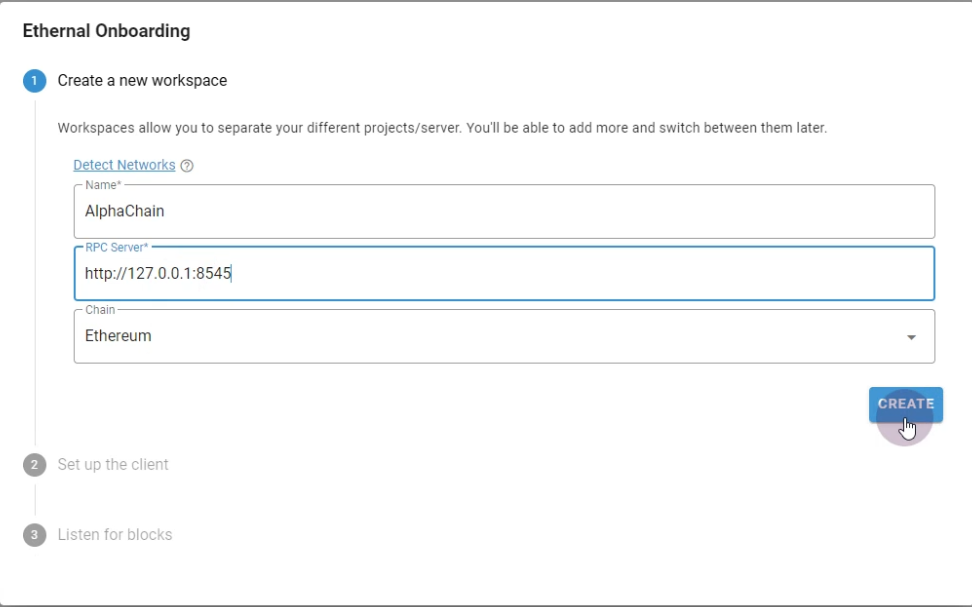 Ethernal Onboarding
1 Create a new workspace
Workspaces allow you to separate your different projects/server. You'll be able to add more and switch between them later.
Detect Networks ?
Name*
AlphaChain
RPC Server*
http://127.0.0.1:8545
Chain
Ethereum
CREATE
2 Set up the client
3 Listen for blocks